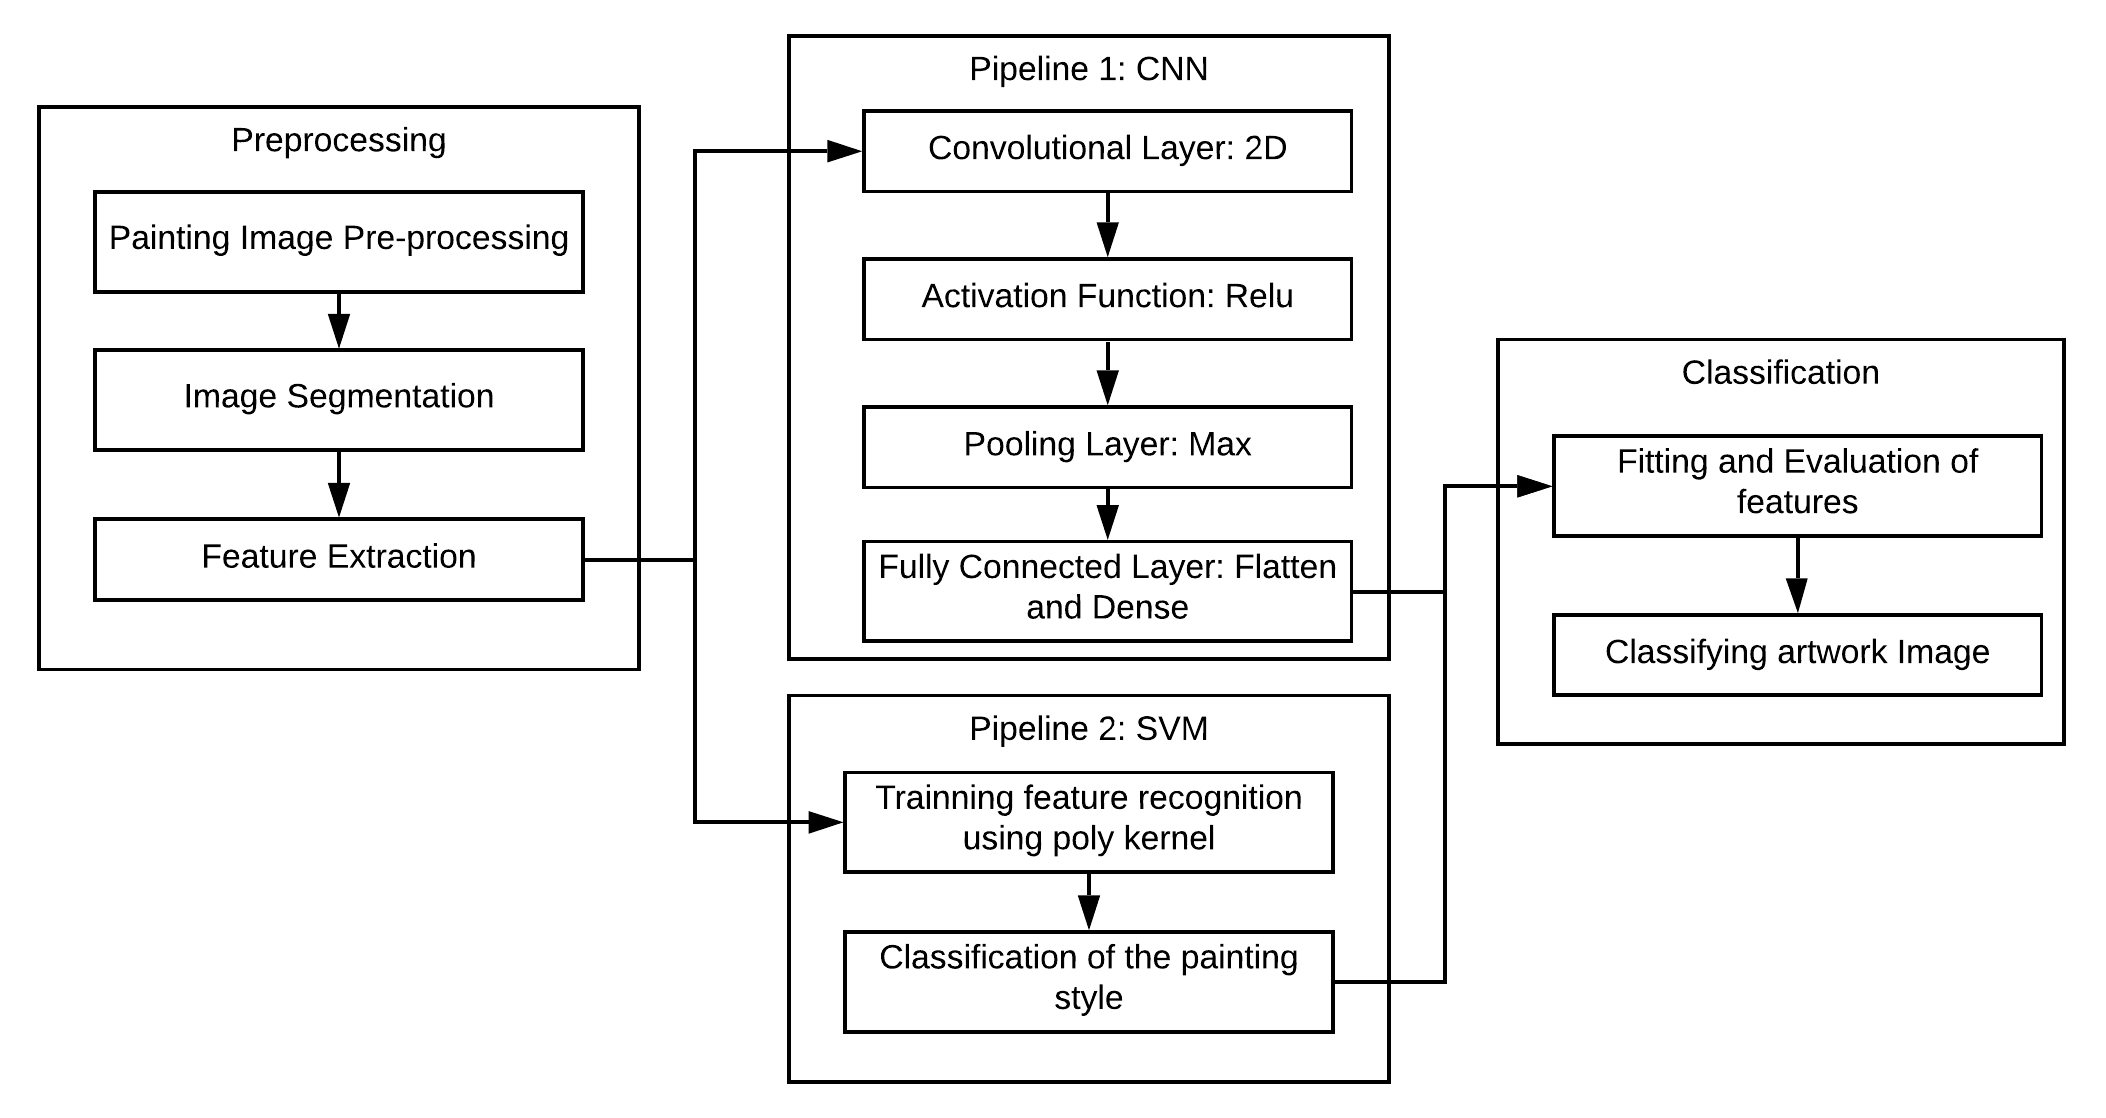 Preprocessing
Painting Image Pre-processing
Image Segmentation
Feature Extraction
Pipeline 1: CNN
Convolutional Layer: 2D
Activation Function: Relu
Pooling Layer: Max
Fully Connected Layer: Flatten
and Dense
Pipeline 2: SVM
Trainning feature recognition
using poly kernel
Classification of the painting
style
Classification
Fitting and Evaluation of
features
Classifying artwork Image